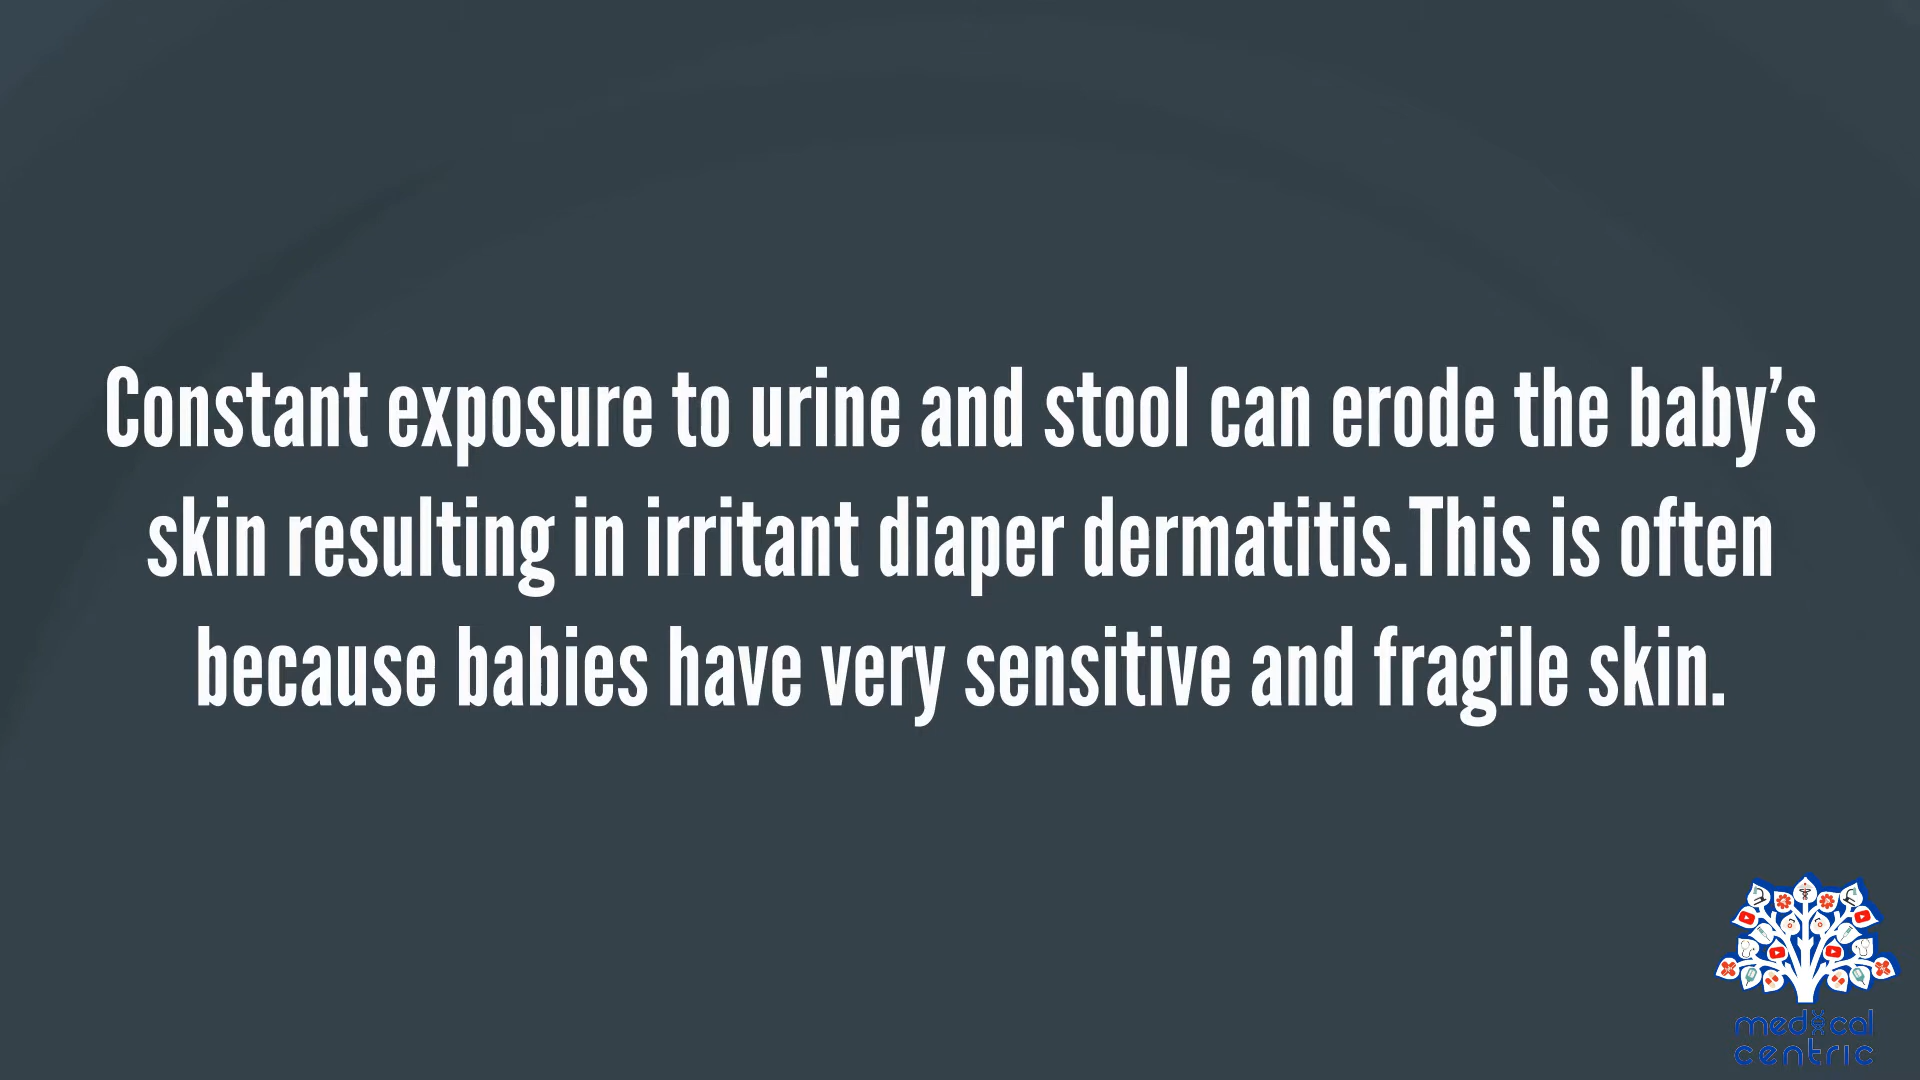 Constant exposure to urine and stool can erode the baby’s
skin resulting in irritant diaper dermatitis.This is often
because babies have very sensitive and fragile skin.
medical
centric